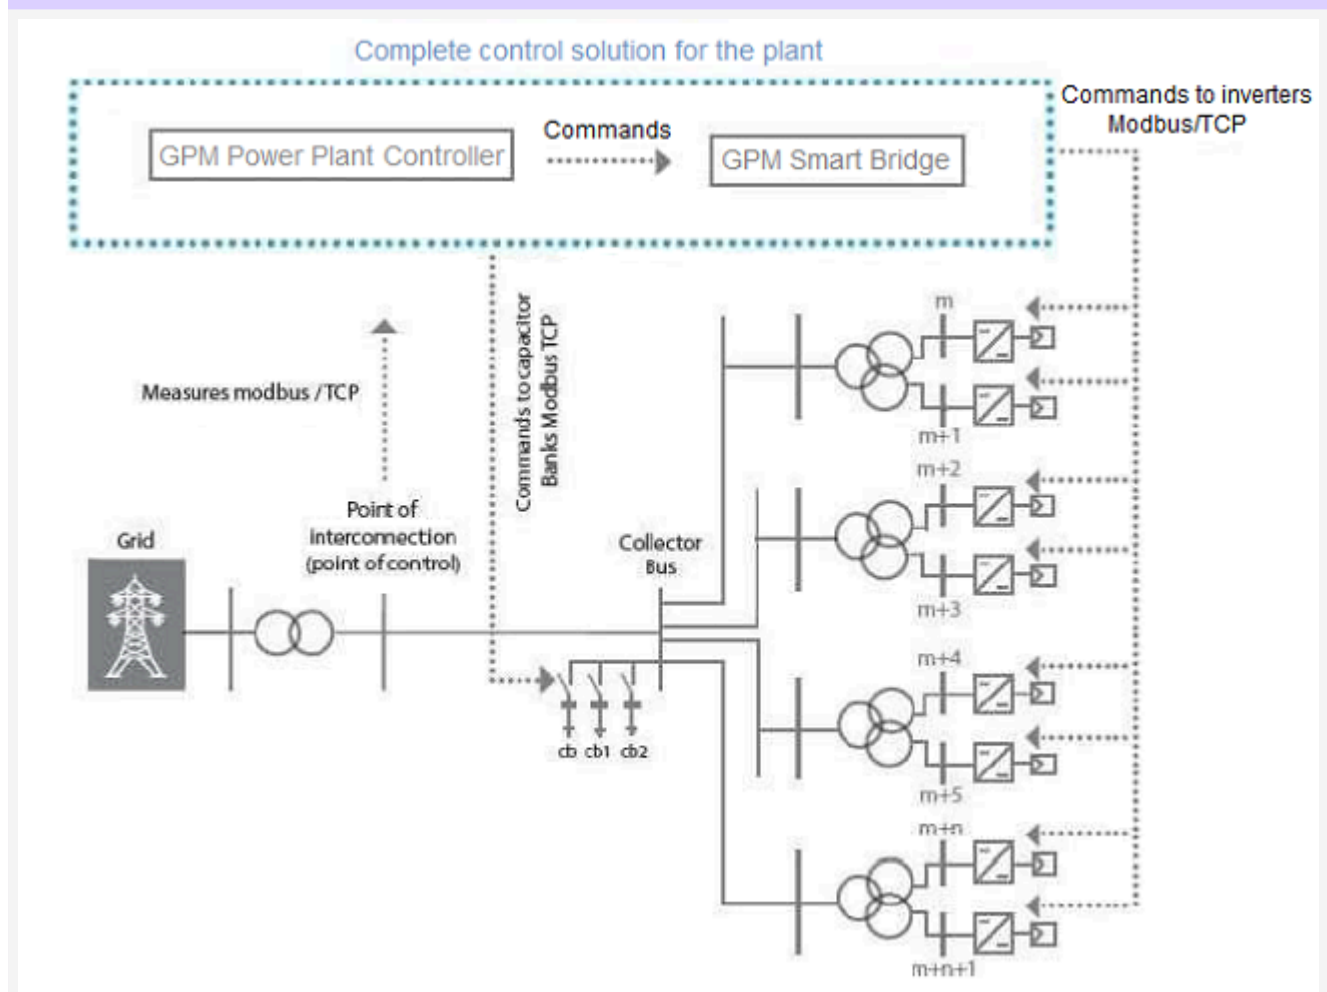 Complete control solution for the plant
Commands to inverters
Modbus/TCP
GPM Power Plant Controller
Commands
GPM Smart Bridge
Commands to capacitor
Banks Modbus TCP
Measures modbus / TCP
Point of
interconnection
(point of control)
Grid
Collector
Bus
cb cb1 cb2
m
m+1
m+2
m+3
m+4
m+5
m+n
m+n+1